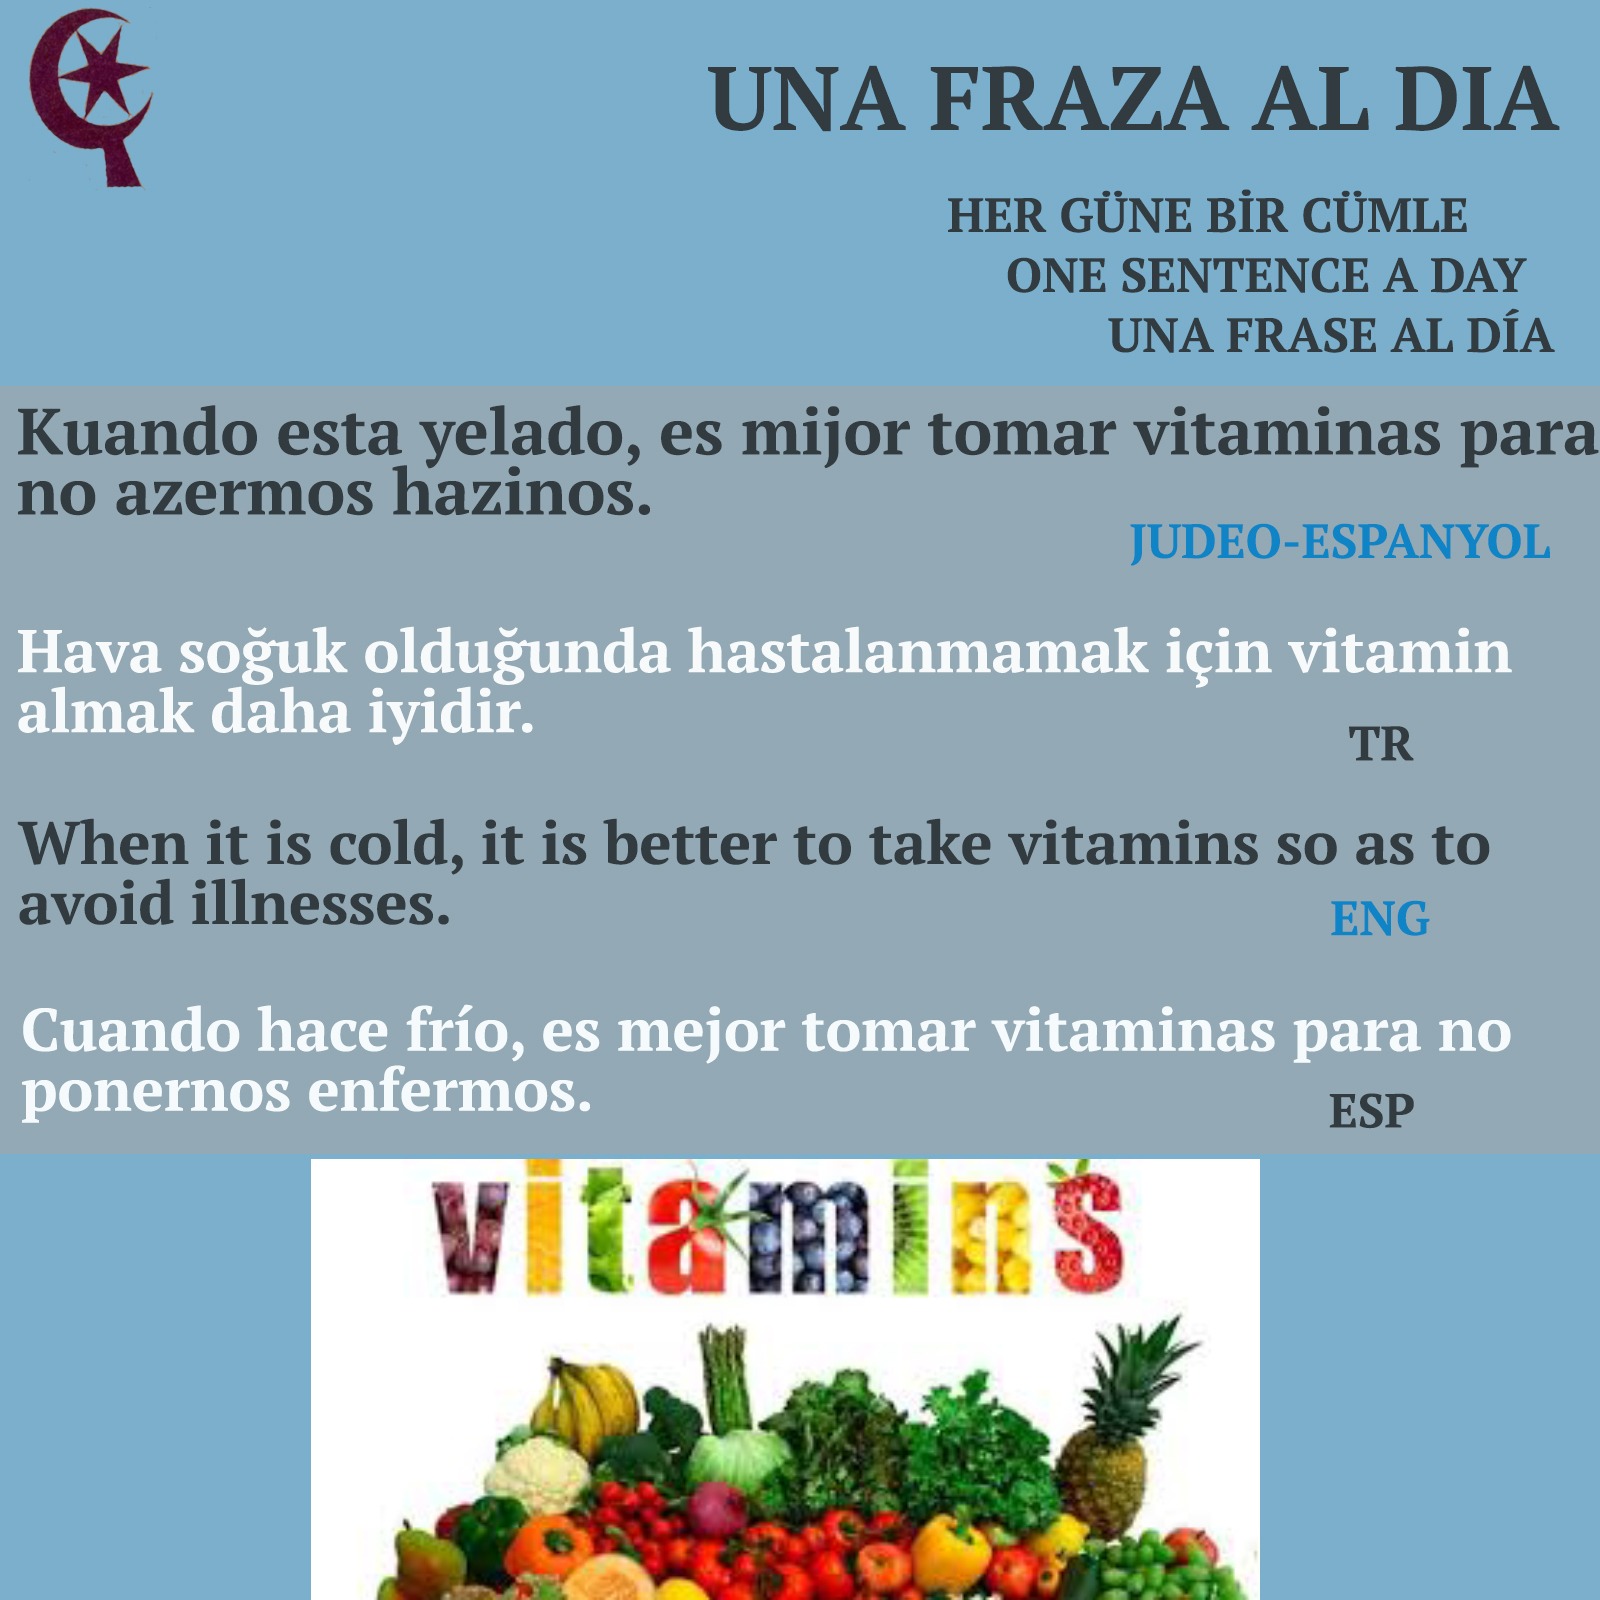 UNA FRAZA AL DIA
HER GÜNE BİR CÜMLE
ONE SENTENCE A DAY
UNA FRASE AL DÍA
Kuando esta yelado, es mijor tomar vitaminas para
no azermos hazinos.
JUDEO-ESPANYOL
Hava soğuk olduğunda hastalanmamak için vitamin
almak daha iyidir.
TR
When it is cold, it is better to take vitamins so as to
avoid illnesses.
ENG
Cuando hace frío, es mejor tomar vitaminas para no
ponernos enfermos.
ESP
vitamins